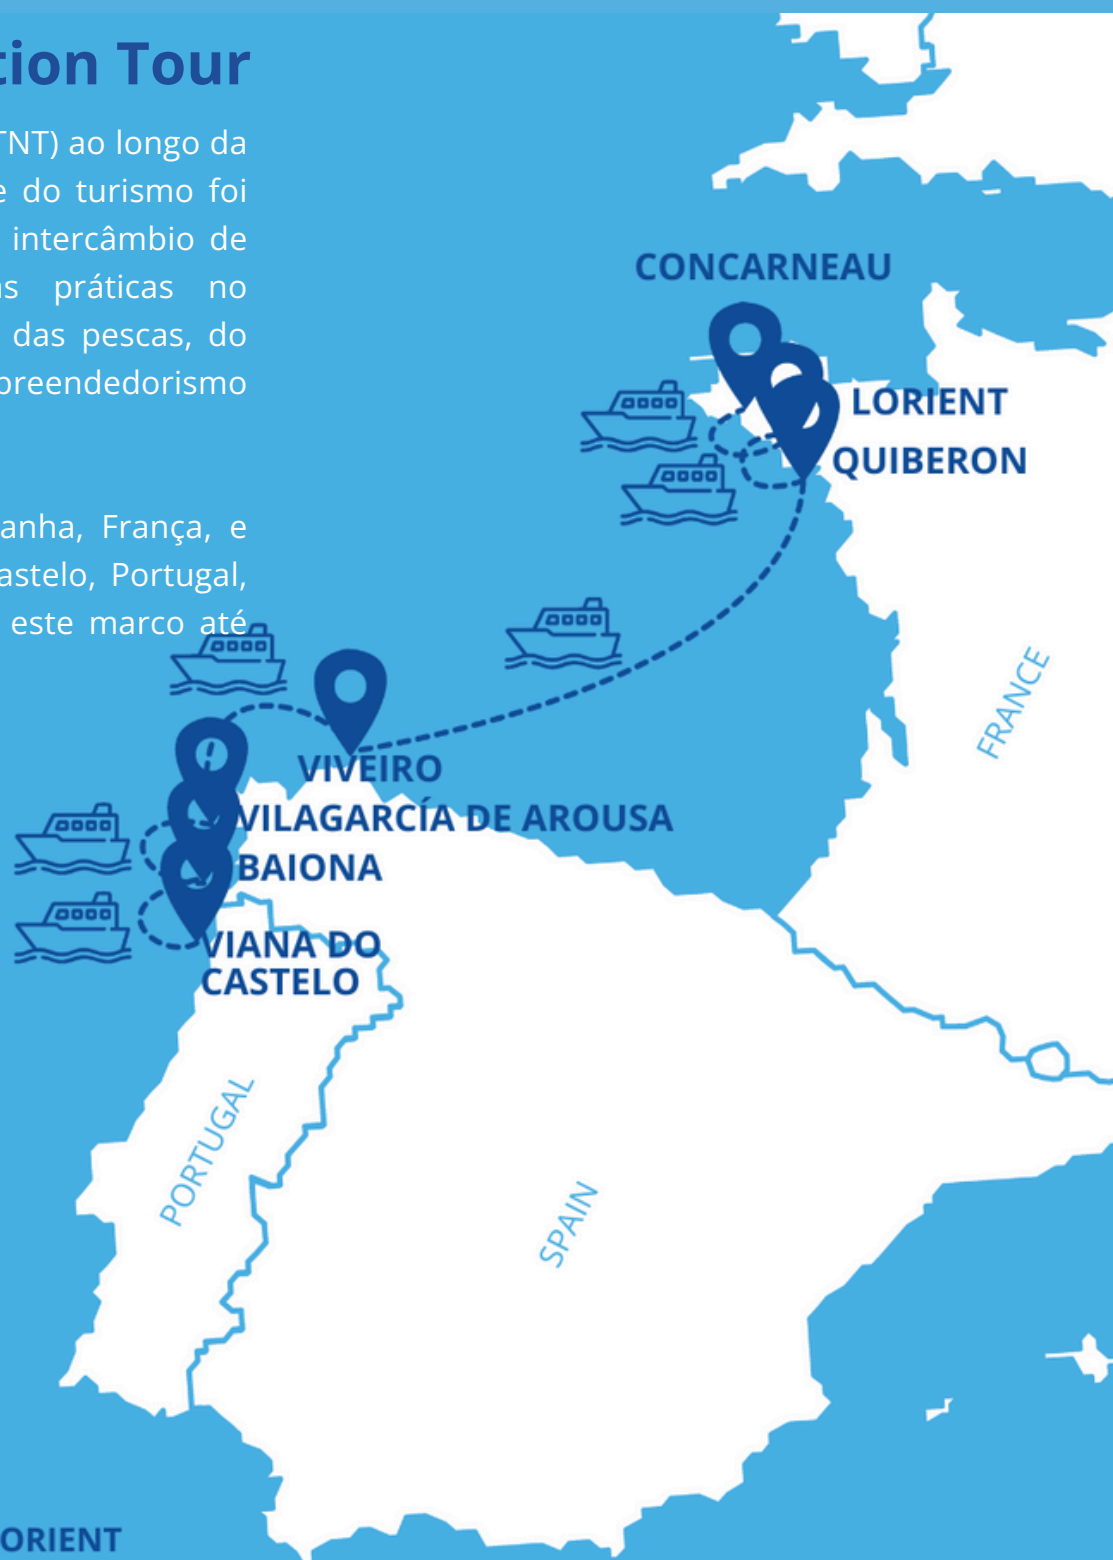 tion Tour
TNT) ao longo da
e do turismo foi
intercâmbio de
as práticas no
das pescas, do
preendedorismo
anha, França, e
astelo, Portugal,
este marco até
CONCARNEAU
LORIENT
QUIBERON
FRANCE
VIVEIRO
VILAGARCÍA DE AROUSA
BAIONA
VIANA DO
CASTELO
PORTUGAL
SPAIN
ORIENT